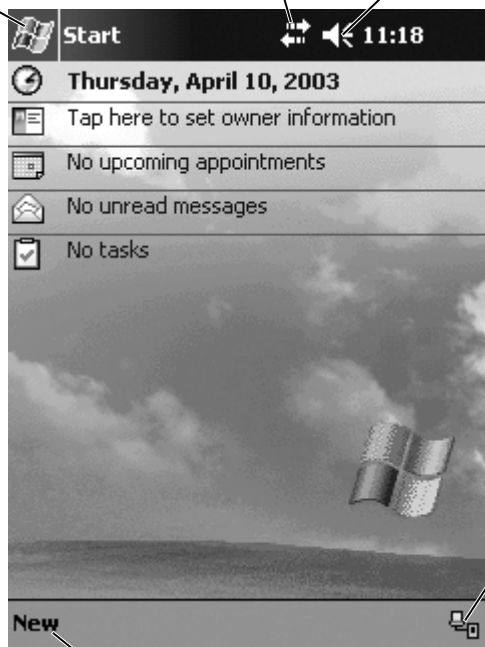 Start 11:18
Thursday, April 10, 2003
Tap here to set owner information
No upcoming appointments
No unread messages
No tasks
New